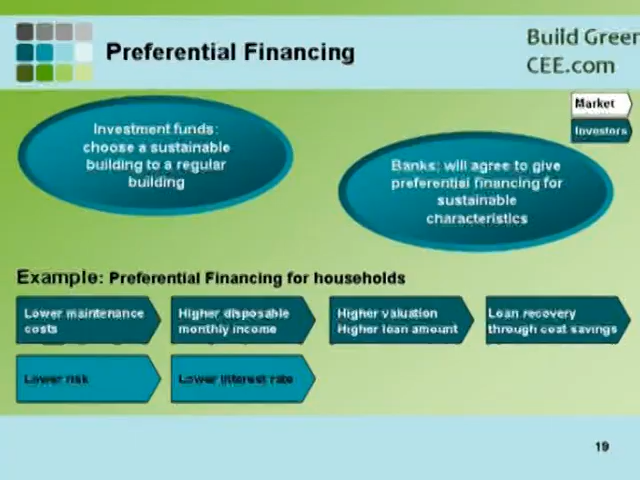 Preferential Financing
Build Green
CEE.com
Market
Investors
Investment funds:
choose a sustainable
building to a regular
building
Banks: will agree to give
preferential financing for
sustainable
characteristics
Example: Preferential Financing for households
Lower maintenance
costs
Higher disposable
monthly income
Higher valuation
Higher loan amount
Loan recovery
through cost savings
Lower risk
Lower interest rate
19